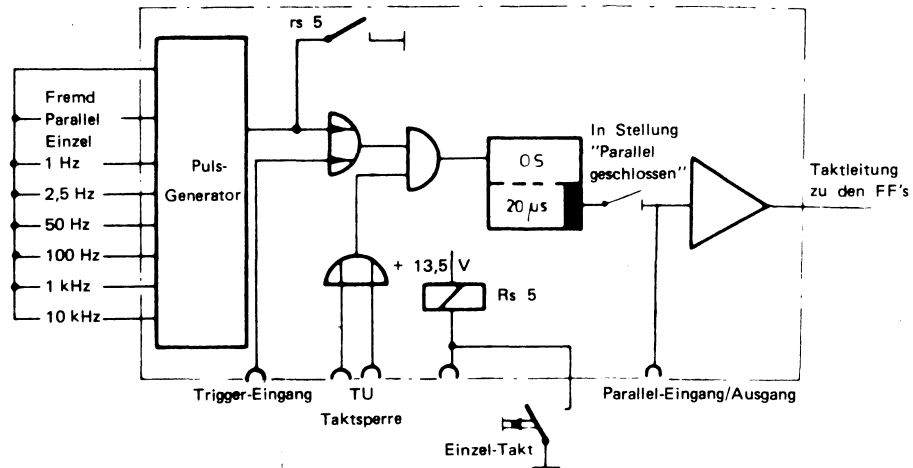 rs 5
Fremd
Parallel
Einzel
1 Hz
2,5 Hz
50 Hz
100 Hz
1 kHz
10 kHz
Puls-
Generator
OS
20 µs
In Stellung
"Parallel
geschlossen"
Taktleitung
zu den FF's
+ 13,5 V
Rs 5
Trigger-Eingang
TU
Taktsperre
Parallel-Eingang/Ausgang
Einzel-Takt